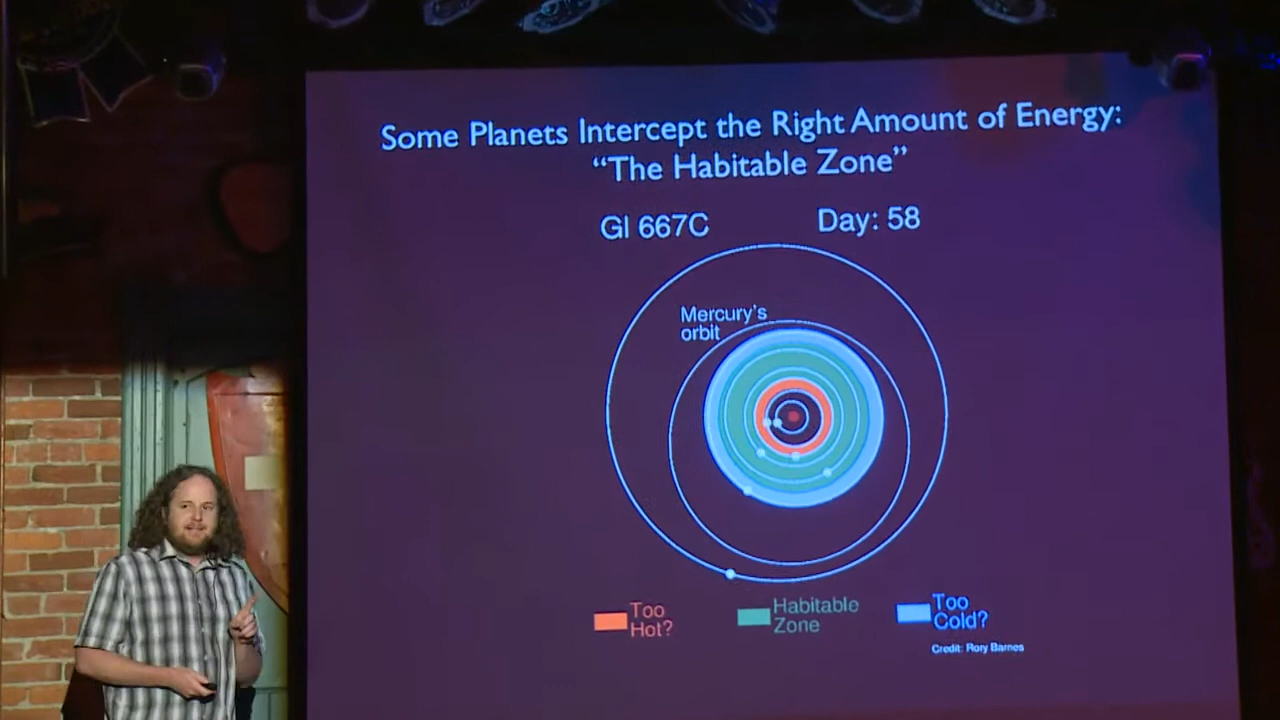 Some Planets Intercept the Right Amount of Energy:
“The Habitable Zone”
Gl 667C
Day: 58
Mercury's
orbit
Too
Hot?
Habitable
Zone
Too
Cold?
Credit: Rory Barnes